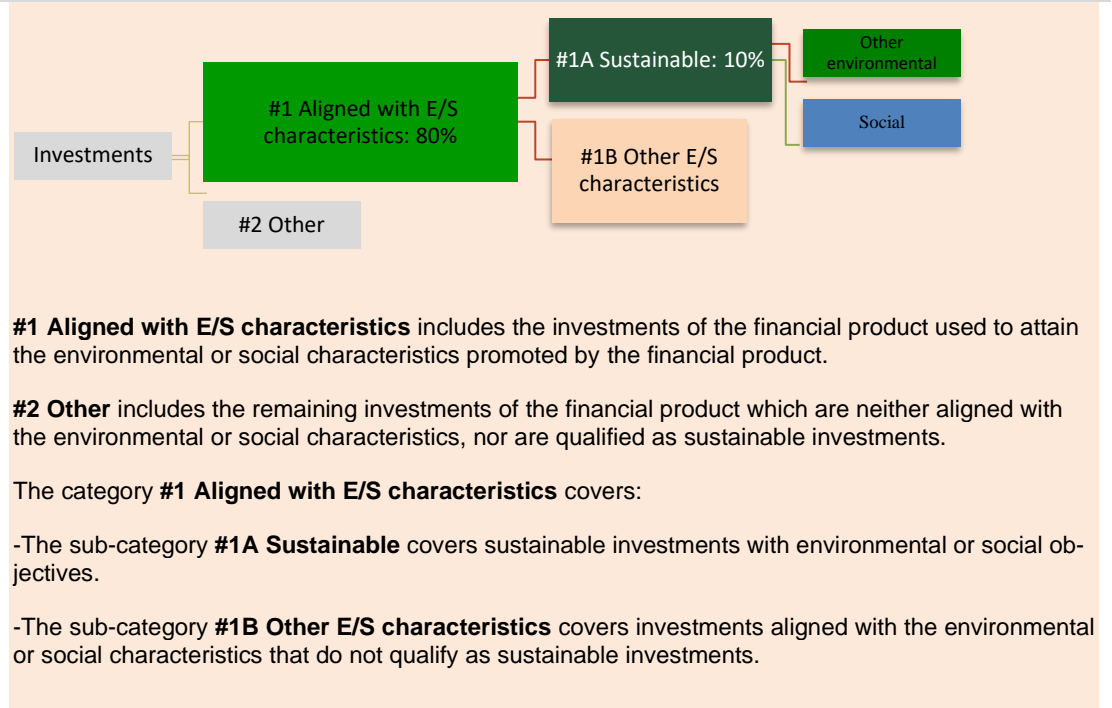 #1A Sustainable: 10%
Other
environmental
#1 Aligned with E/S
characteristics: 80%
Social
Investments
#1B Other E/S
characteristics
#2 Other
#1 Aligned with E/S characteristics includes the investments of the financial product used to attain
the environmental or social characteristics promoted by the financial product.
#2 Other includes the remaining investments of the financial product which are neither aligned with
the environmental or social characteristics, nor are qualified as sustainable investments.
The category #1 Aligned with E/S characteristics covers:
-The sub-category #1A Sustainable covers sustainable investments with environmental or social ob-
jectives.
-The sub-category #1B Other E/S characteristics covers investments aligned with the environmental
or social characteristics that do not qualify as sustainable investments.